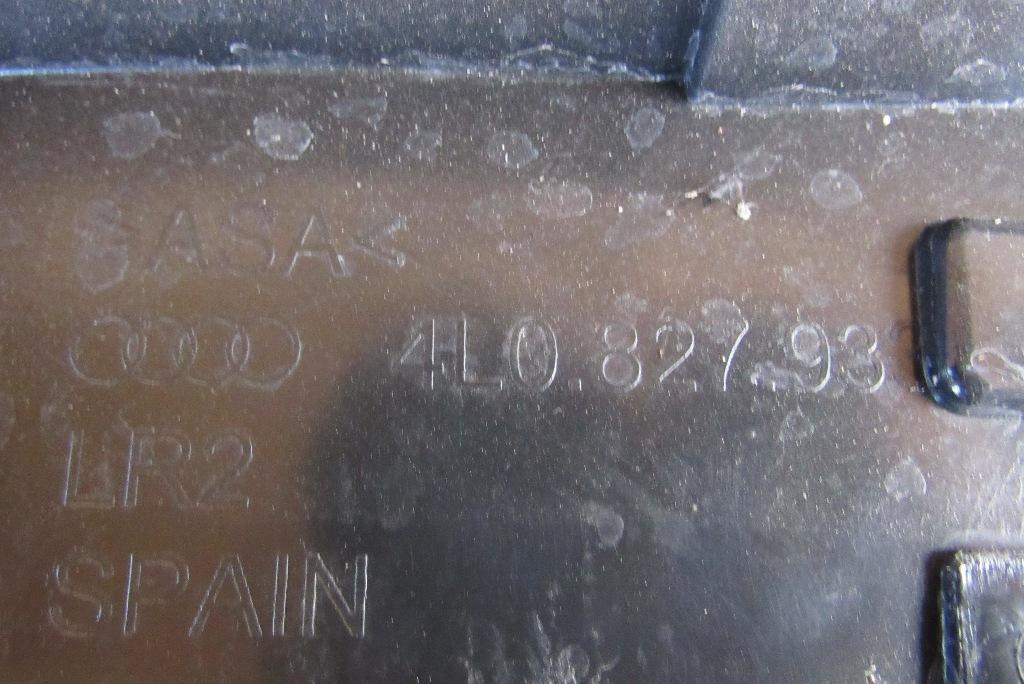 ASA<
4L0.827.93
LR2
SPAIN